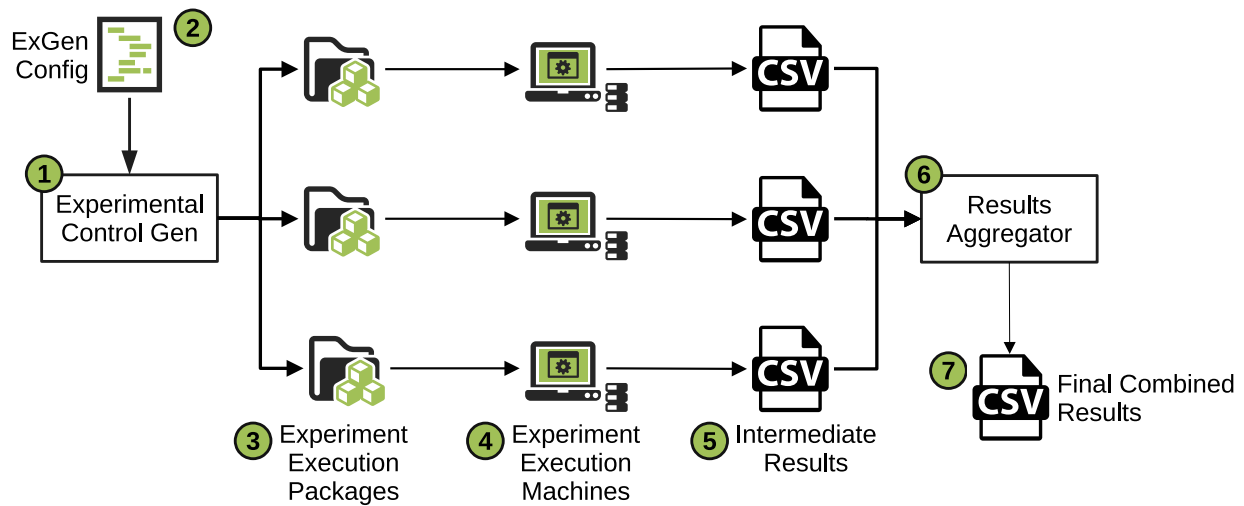 ExGen
Config
2
1
Experimental
Control Gen
CSV
CSV
CSV
6
Results
Aggregator
3
Experiment
Execution
Packages
4
Experiment
Execution
Machines
5
Intermediate
Results
7
CSV
Final Combined
Results